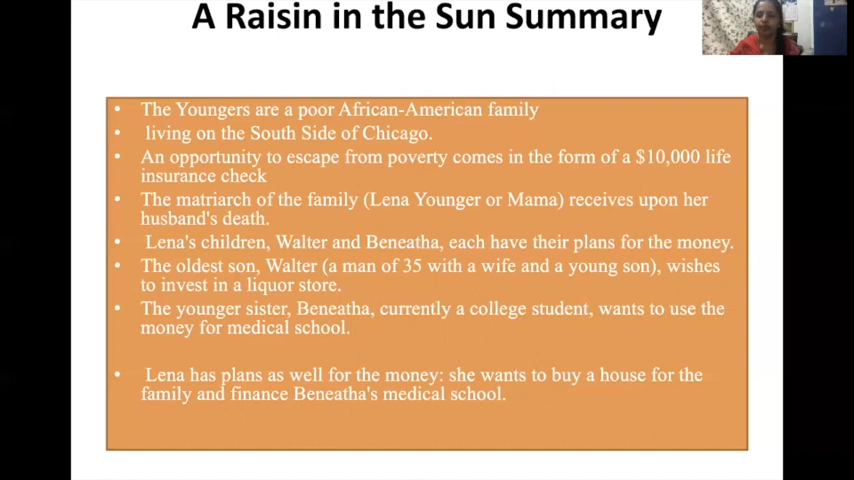 A Raisin in the Sun Summary
• The Youngers are a poor African-American family
• living on the South Side of Chicago.
• An opportunity to escape from poverty comes in the form of a $10,000 life
insurance check
• The matriarch of the family (Lena Younger or Mama) receives upon her
husband's death.
• Lena's children, Walter and Beneatha, each have their plans for the money.
• The oldest son, Walter (a man of 35 with a wife and a young son), wishes
to invest in a liquor store.
• The younger sister, Beneatha, currently a college student, wants to use the
money for medical school.
• Lena has plans as well for the money: she wants to buy a house for the
family and finance Beneatha's medical school.